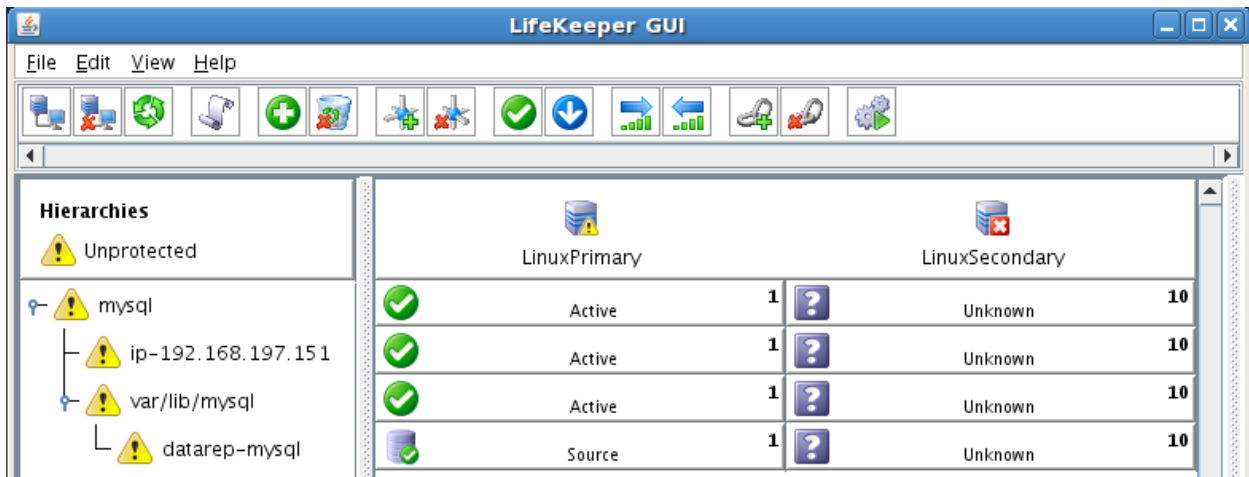 LifeKeeper GUI
File Edit View Help
Hierarchies
Unprotected
LinuxPrimary LinuxSecondary
mysql Active 1 ? Unknown 10
ip-192.168.197.151 Active 1 ? Unknown 10
var/lib/mysql Active 1 ? Unknown 10
datarep-mysql Source 1 ? Unknown 10